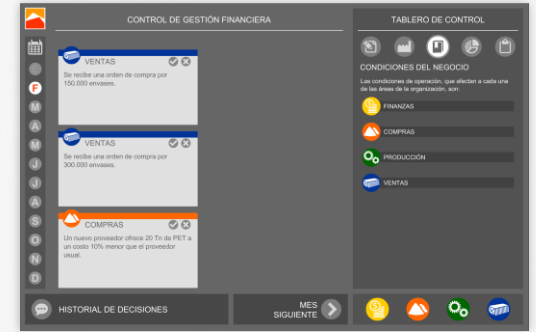 CONTROL DE GESTIÓN FINANCIERA
F
M
A
M
J
J
A
S
O
N
D
VENTAS
Se recibe una orden de compra por
150.000 envases.
VENTAS
Se recibe una orden de compra por
300.000 envases.
COMPRAS
Un nuevo proveedor ofrece 20 Tn de PET a
un costo 10% menor que el proveedor
usual.
HISTORIAL DE DECISIONES
MES
SIGUIENTE
TABLERO DE CONTROL
CONDICIONES DEL NEGOCIO
Las condiciones de operación, que afectan a cada una
de las áreas de la organización, son:
FINANZAS
COMPRAS
PRODUCCIÓN
VENTAS